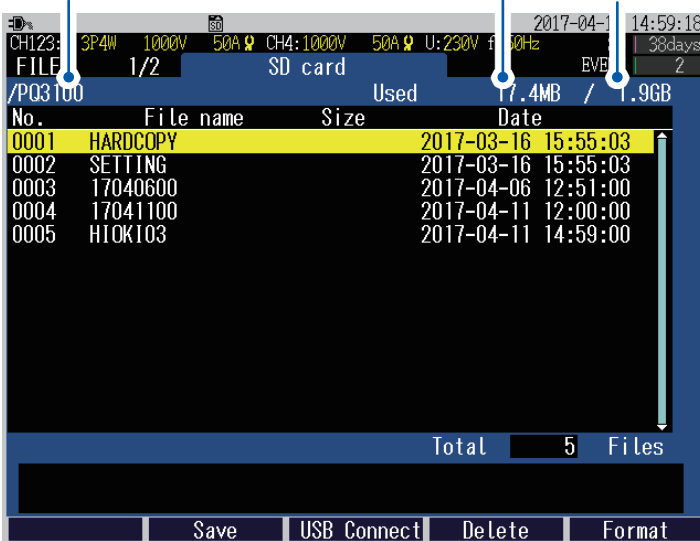 SD 2017-04-1 14:59:18
CH123: 3P4W 1000V 50A CH4:1000V 50A U:230V f 50Hz 38days
FILE 1/2 SD card EVE 2
/PQ3100 Used 17.4MB / 1.9GB
No. File name Size Date
0001 HARDCOPY 2017-03-16 15:55:03
0002 SETTING 2017-03-16 15:55:03
0003 17040600 2017-04-06 12:51:00
0004 17041100 2017-04-11 12:00:00
0005 HIOKI03 2017-04-11 14:59:00
Total 5 Files
Save USB Connect Delete Format